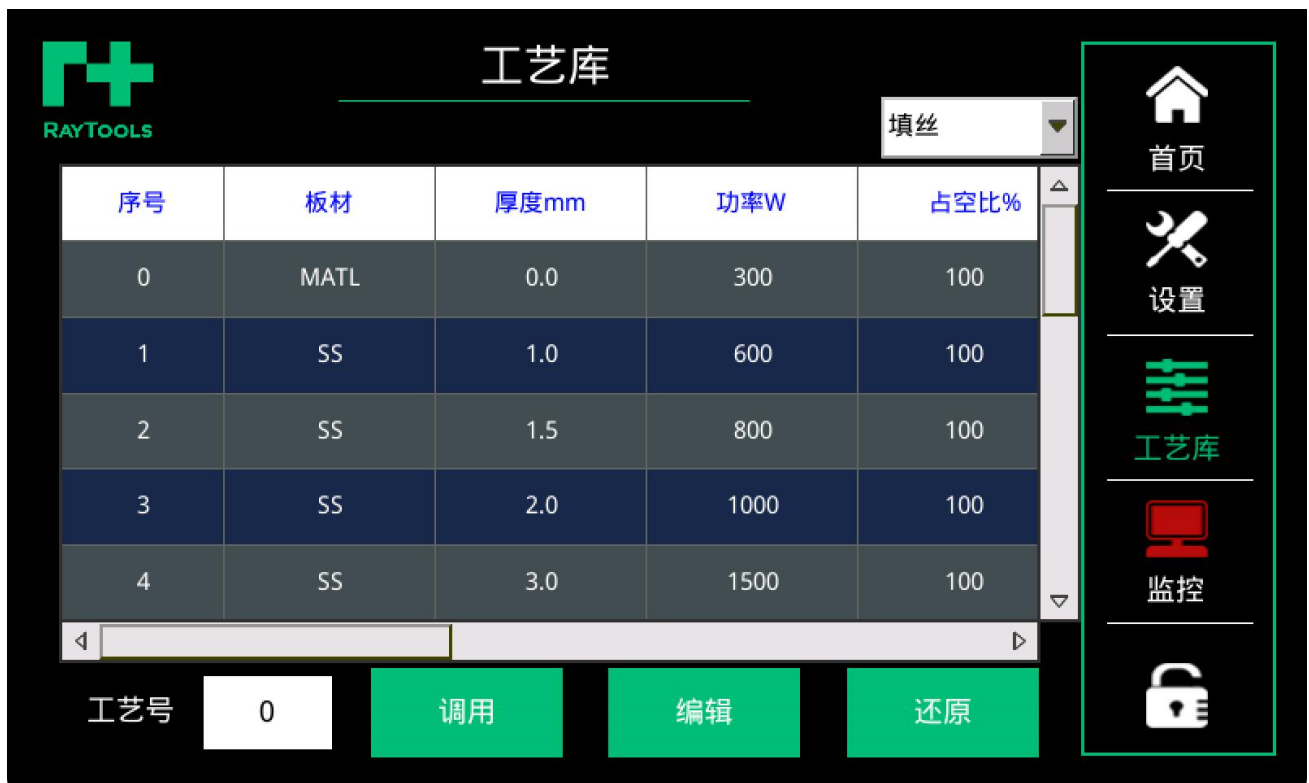 工艺库
RAYTOOLS
填丝
首页
序号 板材 厚度mm 功率W 占空比%
0 MATL 0.0 300 100
设置
1 SS 1.0 600 100
2 SS 1.5 800 100
工艺库
3 SS 2.0 1000 100
4 SS 3.0 1500 100
监控
工艺号 0 调用 编辑 还原